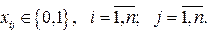 x_{ij} ∈ {0,1}, i = \overline{1,n}; j = \overline{1,n}.